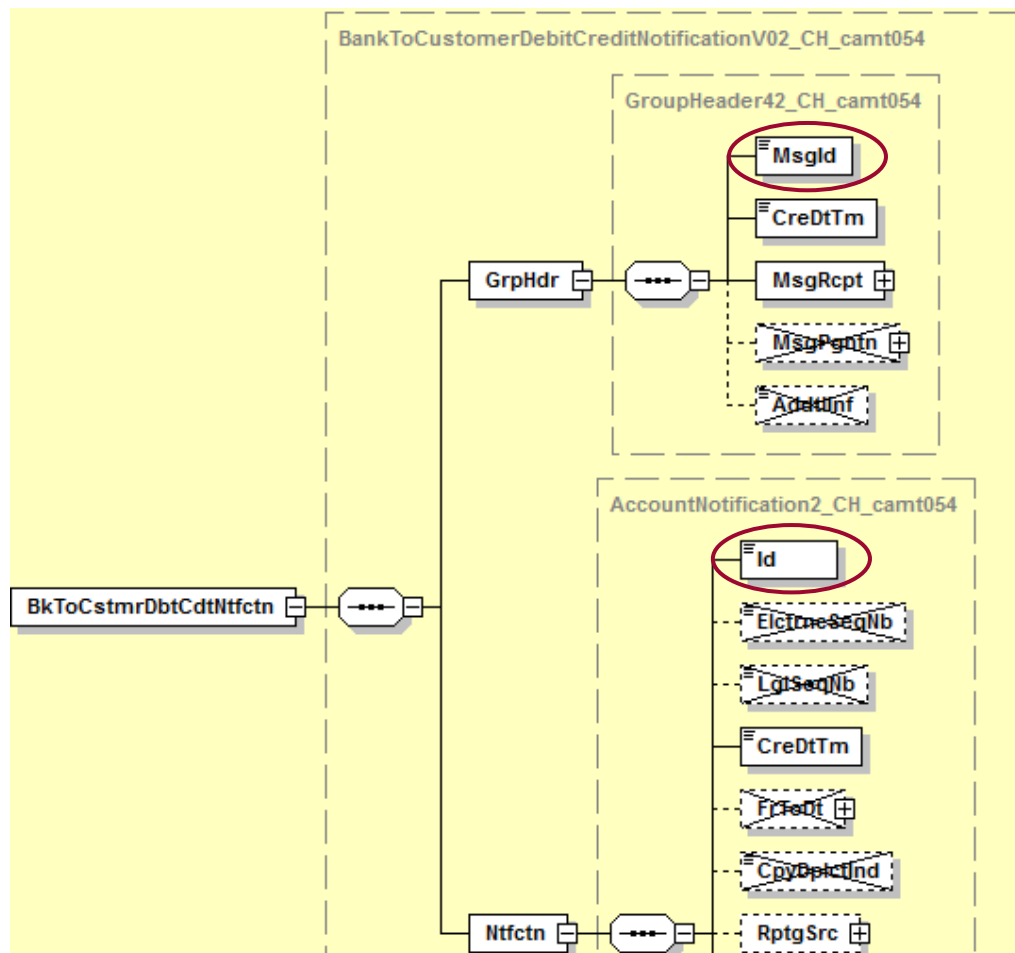 BankToCustomerDebitCreditNotificationV02_CH_camt054
GroupHeader42_CH_camt054
MsgId
CreDtTm
GrpHdr
MsgRcpt
MsgPgntn
AddtlInf
AccountNotification2_CH_camt054
Id
BkToCstmrDbtCdtNtfctn
ElctrncSeqNb
LglSeqNb
CreDtTm
FrToDt
CpyDplctInd
Ntfctn
RptgSrc